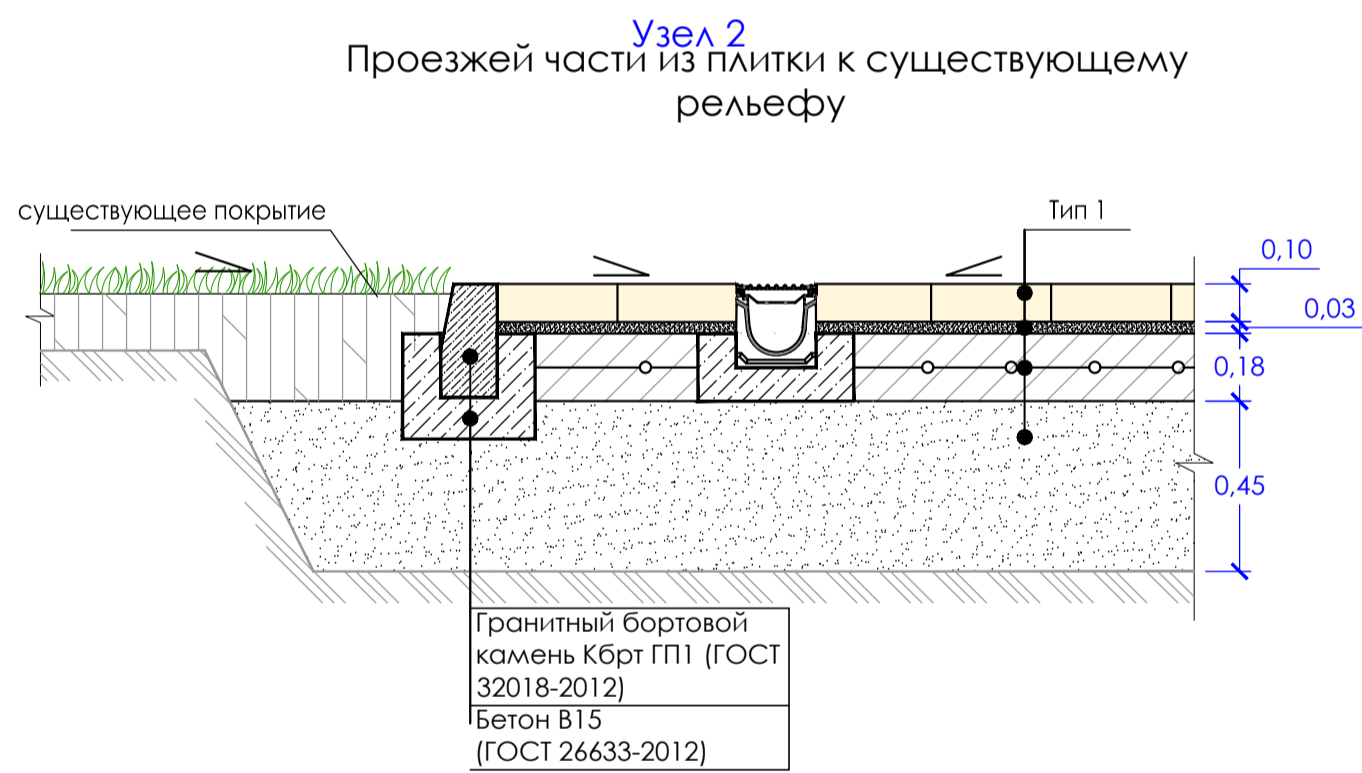 Узел 2
Проезжей части из плитки к существующему
рельефу
существующее покрытие
Тип 1
0,10
0,03
0,18
0,45
Гранитный бортовой
камень Кбрт ГП1 (ГОСТ
32018-2012)
Бетон В15
(ГОСТ 26633-2012)